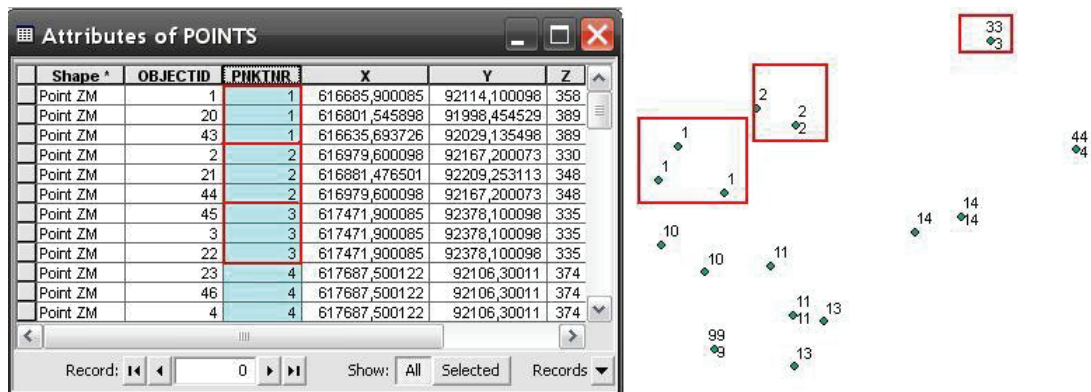 Attributes of POINTS
Shape * OBJECTID PNKTNR X Y Z
Point ZM 1 1 616685,900085 92114,100098 358
Point ZM 20 1 616801,545898 91998,454529 389
Point ZM 43 1 616635,693726 92029,135498 389
Point ZM 2 2 616979,600098 92167,200073 330
Point ZM 21 2 616881,476501 92209,253113 348
Point ZM 44 2 616979,600098 92167,200073 348
Point ZM 45 3 617471,900085 92378,100098 335
Point ZM 3 3 617471,900085 92378,100098 335
Point ZM 22 3 617471,900085 92378,100098 335
Point ZM 23 4 617687,500122 92106,30011 374
Point ZM 46 4 617687,500122 92106,30011 374
Point ZM 4 4 617687,500122 92106,30011 374
Record: 0 Show: All Selected Records
33
3
2
2
2
1
1
1
44
4
14
14
14
10
10
11
11
11
13
99
9
13